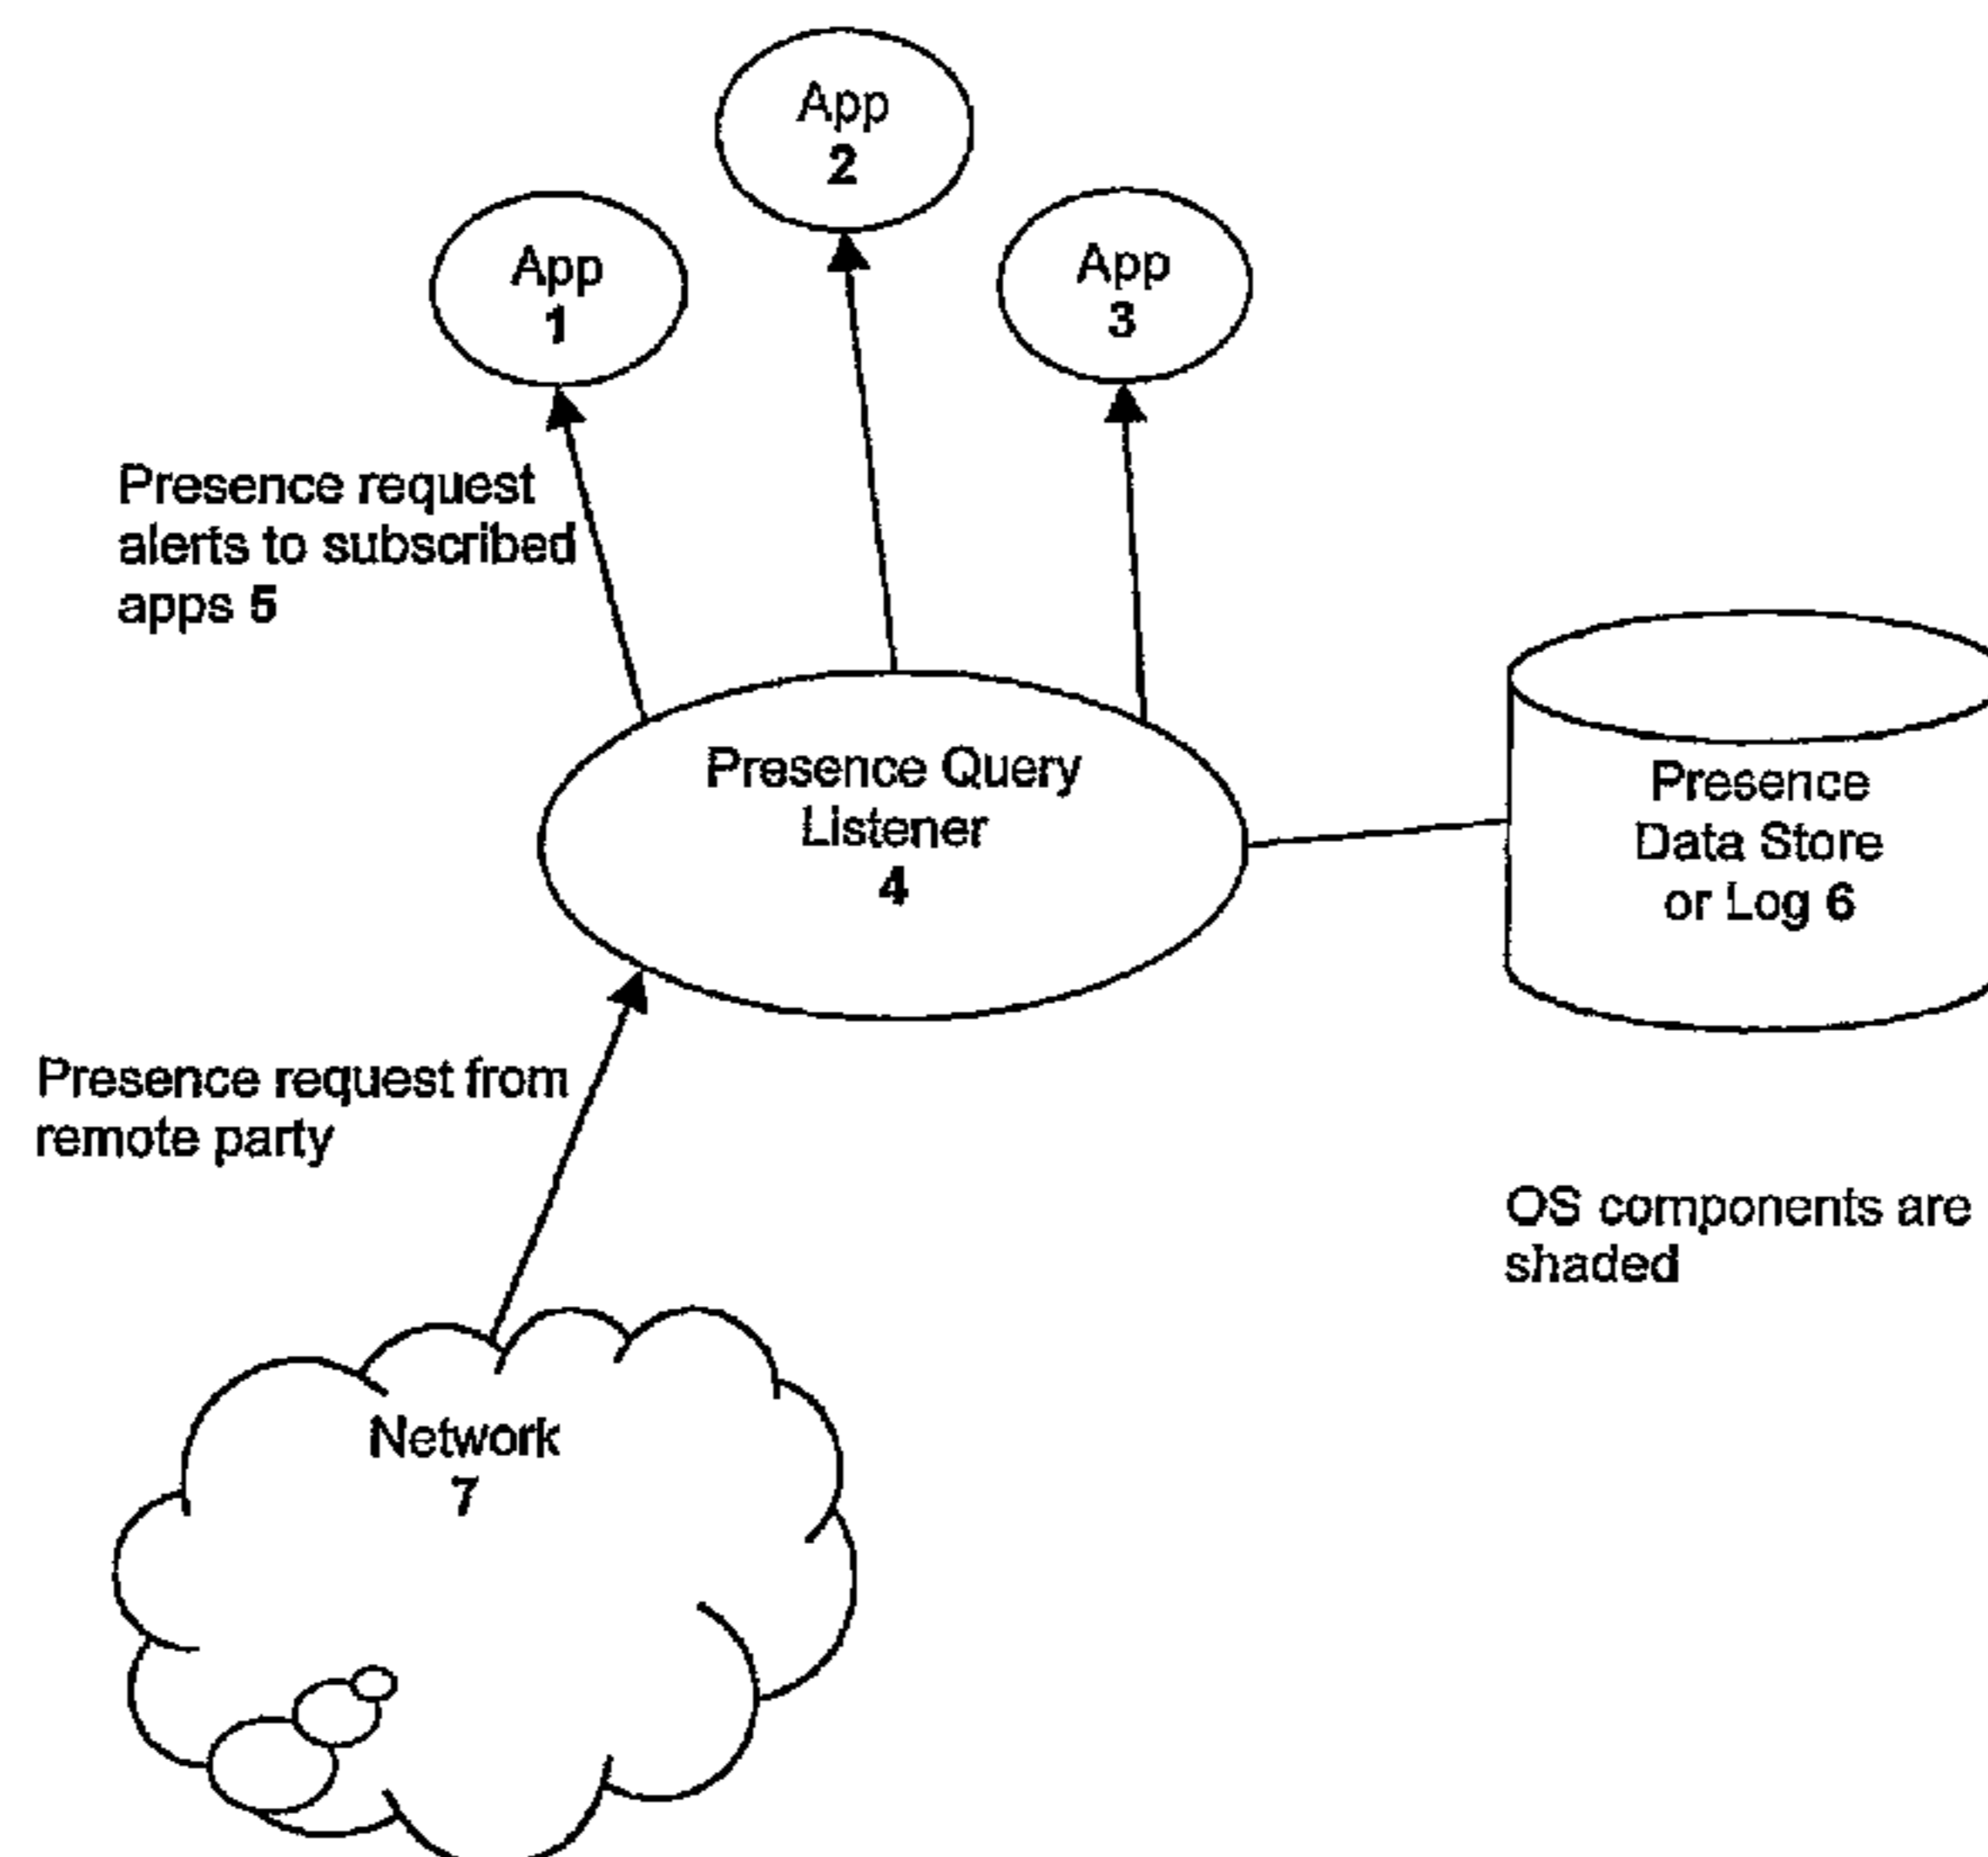 App
2
App
1
App
3
Presence request
alerts to subscribed
apps 5
Presence Query
Listener
4
Presence
Data Store
or Log 6
Presence request from
remote party
OS components are
shaded
Network
7